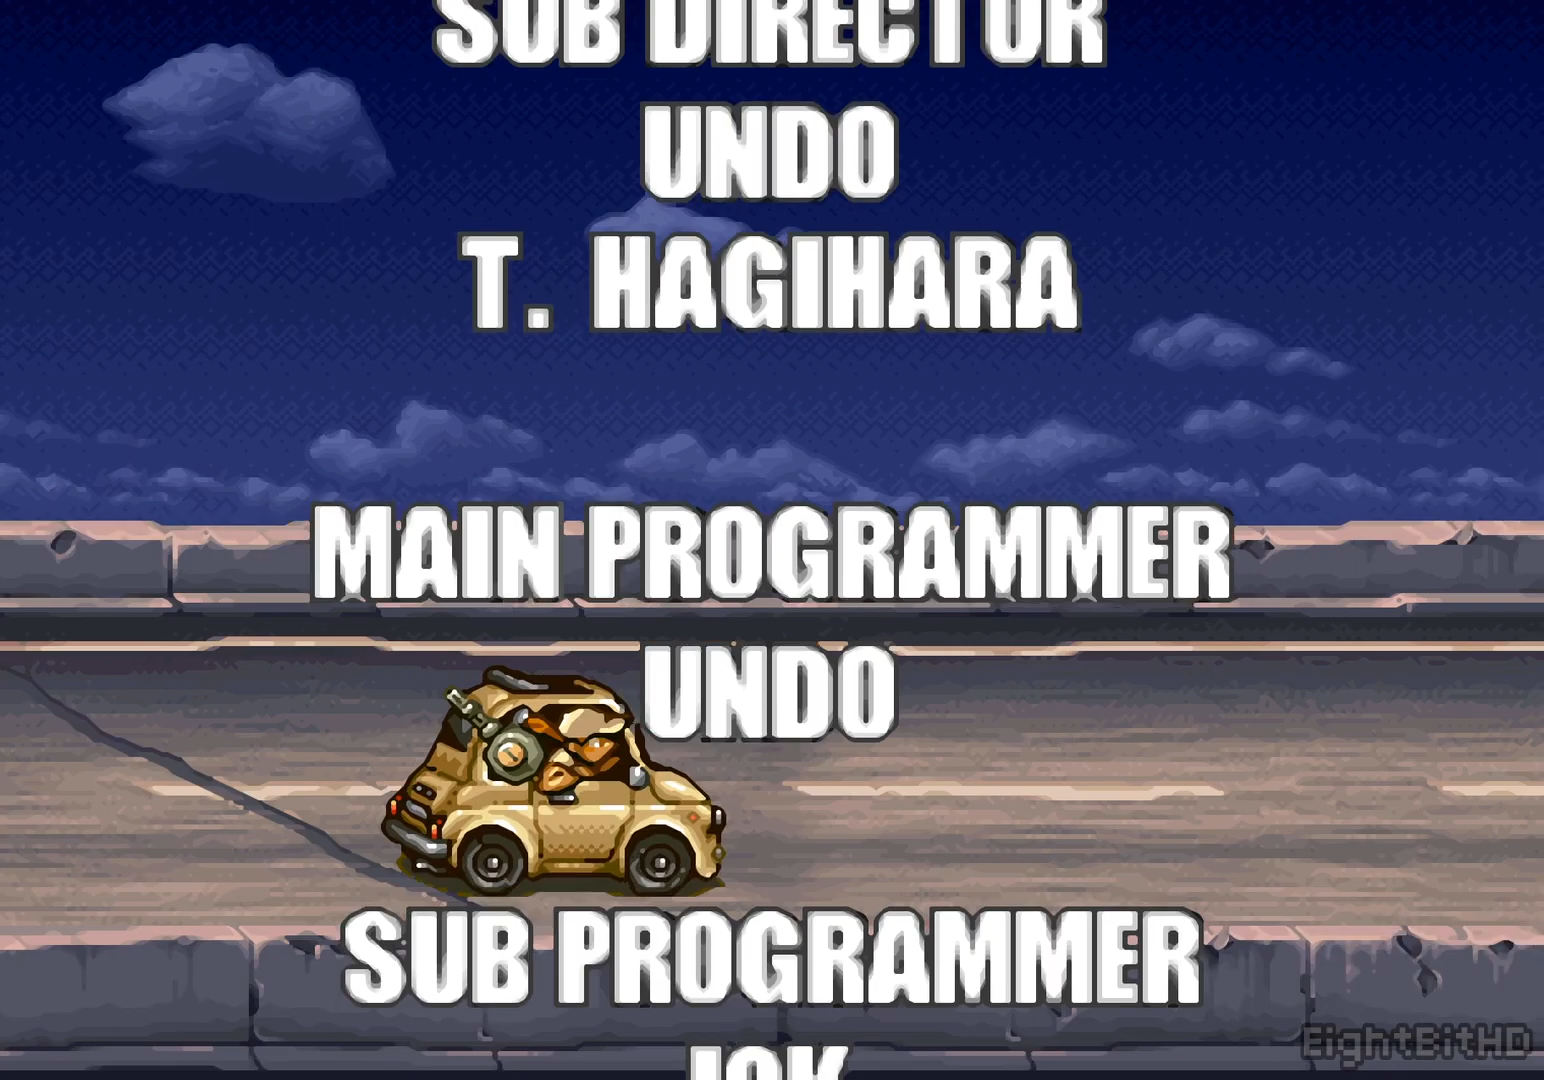 SUB DIRECTOR
UNDO
T. HAGIHARA
MAIN PROGRAMMER
UNDO
SUB PROGRAMMER
EightBitHD